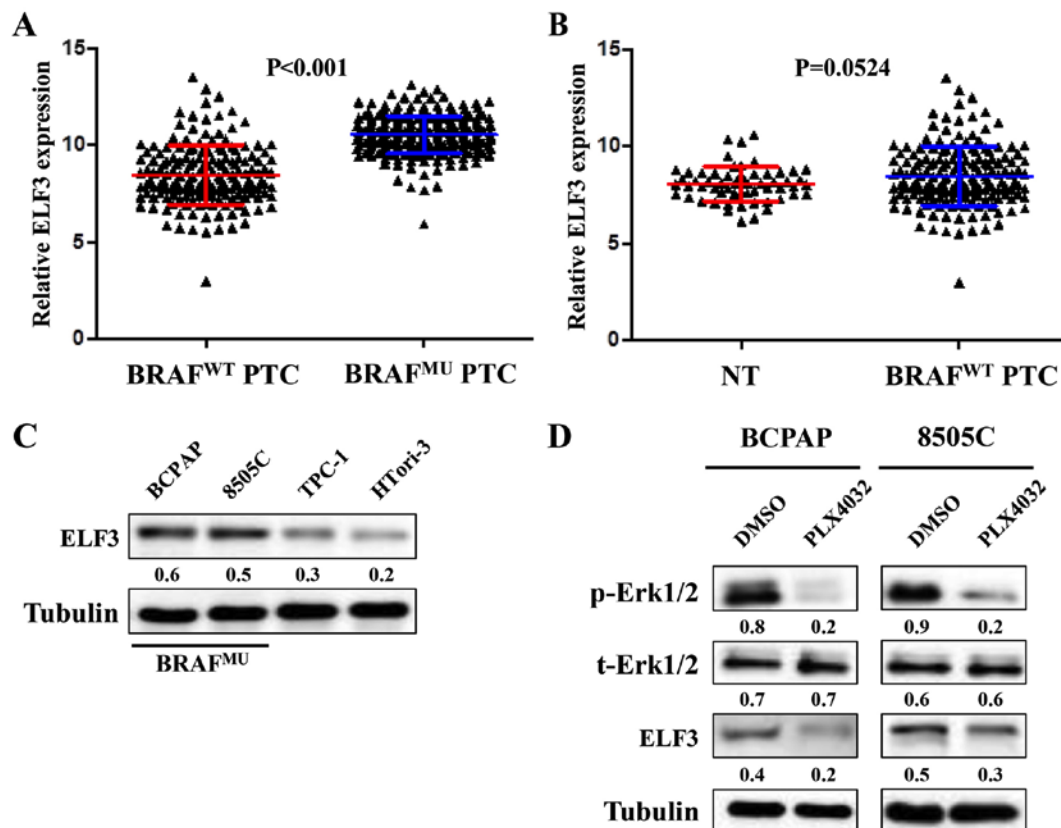 A
B
P<0.001
P=0.0524
Relative ELF3 expression
15
10
5
0
BRAFᵂᵀ PTC
BRAFᴹᵁ PTC
Relative ELF3 expression
15
10
5
0
NT
BRAFᵂᵀ PTC
C
BCPAP
8505C
TPC-1
HTori-3
ELF3
0.6 0.5 0.3 0.2
Tubulin
BRAFᴹᵁ
D
BCPAP
8505C
DMSO
PLX4032
DMSO
PLX4032
p-Erk1/2
0.8 0.2 0.9 0.2
t-Erk1/2
0.7 0.7 0.6 0.6
ELF3
0.4 0.2 0.5 0.3
Tubulin